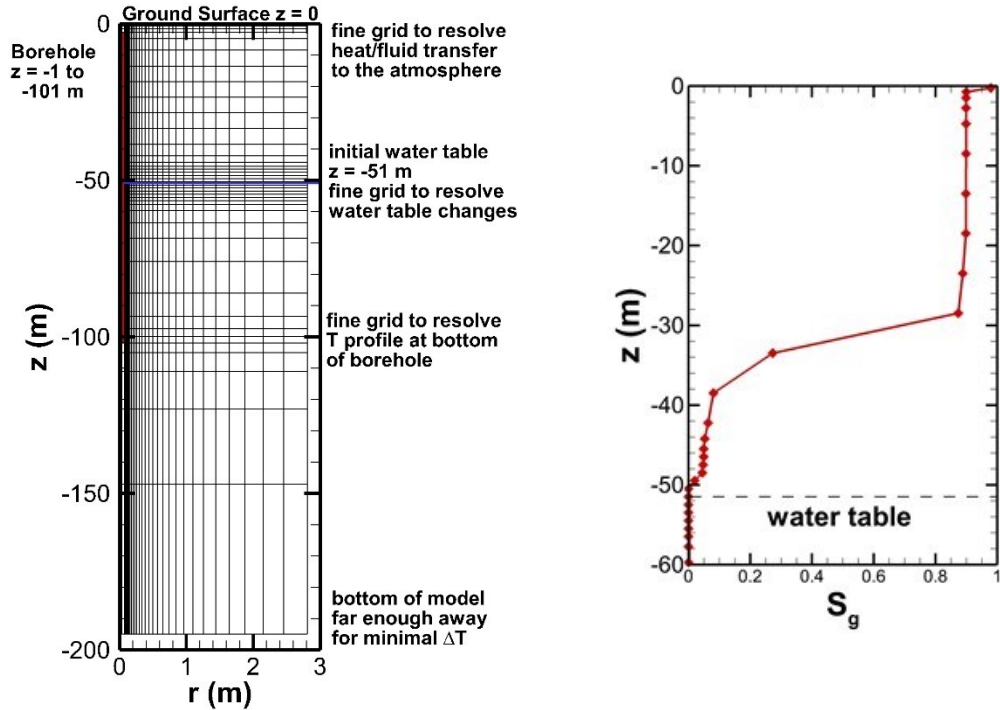 Ground Surface z = 0
0
Borehole
z = -1 to
-101 m
fine grid to resolve
heat/fluid transfer
to the atmosphere
initial water table
z = -51 m
-50
fine grid to resolve
water table changes
z (m)
-100
fine grid to resolve
T profile at bottom
of borehole
-150
bottom of model
far enough away
for minimal ΔT
-200
0 1 2 3
r (m)
0
-10
-20
z (m)
-30
-40
-50
water table
-60
0 0.2 0.4 0.6 0.8 1
Sg